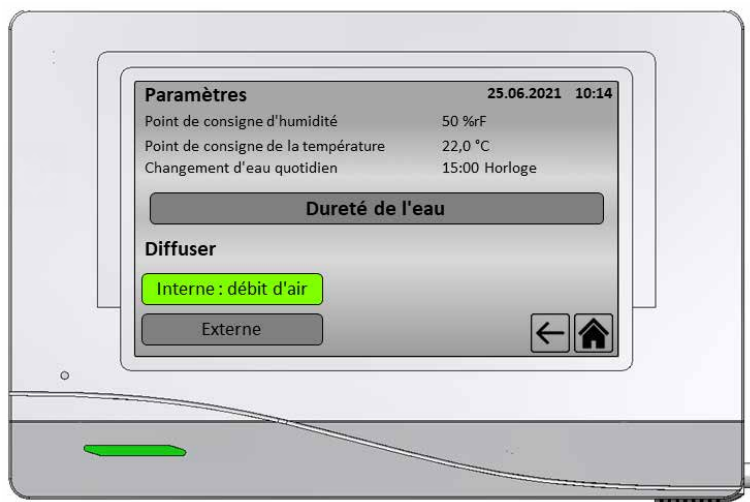 Paramètres 25.06.2021 10:14
Point de consigne d'humidité 50 %rF
Point de consigne de la température 22,0 °C
Changement d'eau quotidien 15:00 Horloge
Dureté de l'eau
Diffuser
Interne : débit d'air
Externe